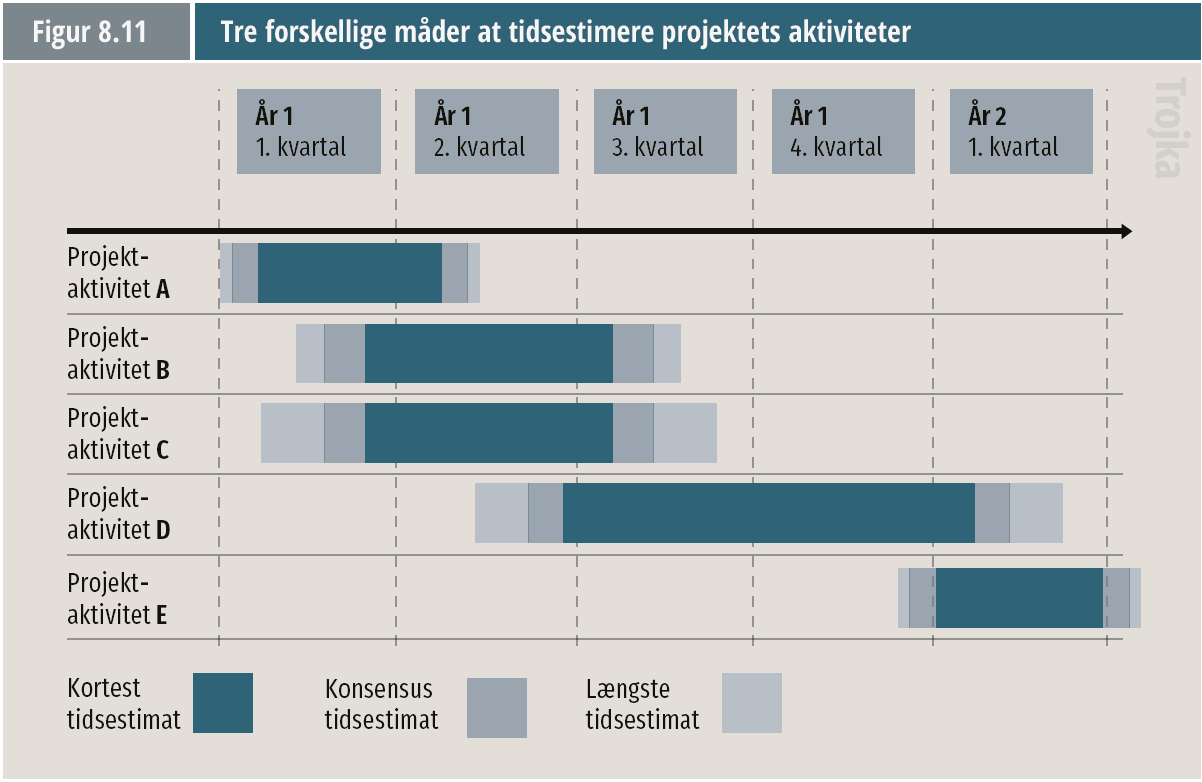 Figur 8.11
Tre forskellige måder at tidsestimere projektets aktiviteter
Trojka
År 1
1. kvartal
År 1
2. kvartal
År 1
3. kvartal
År 1
4. kvartal
År 2
1. kvartal
Projekt-
aktivitet A
Projekt-
aktivitet B
Projekt-
aktivitet C
Projekt-
aktivitet D
Projekt-
aktivitet E
Kortest
tidsestimat
Konsensus
tidsestimat
Længste
tidsestimat